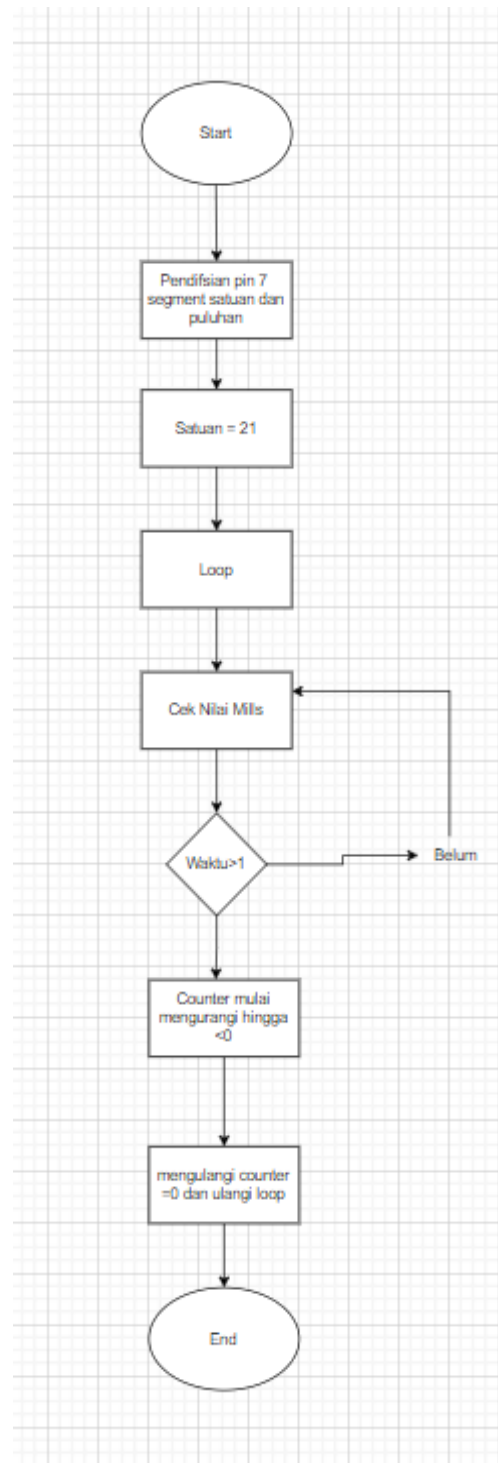 Start
Pendifsian pin 7
segment satuan dan
puluhan
Satuan = 21
Loop
Cek Nilai Mills
Waktu>1
Belum
Counter mulai
mengurangi hingga
<0
mengulangi counter
=0 dan ulangi loop
End